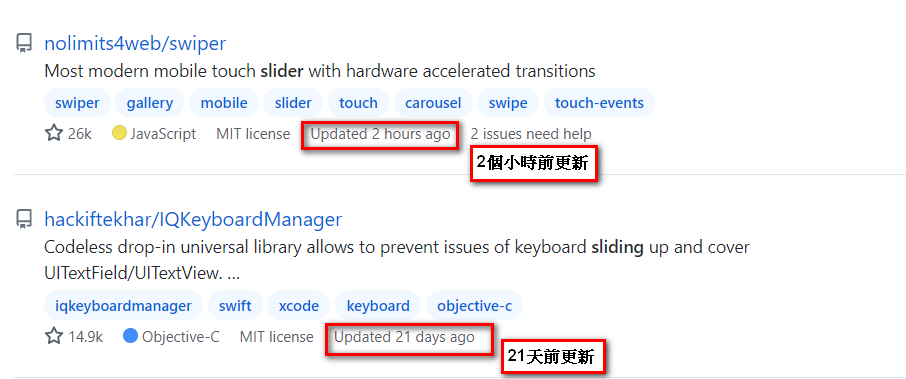 nolimits4web/swiper
Most modern mobile touch slider with hardware accelerated transitions
swiper gallery mobile slider touch carousel swipe touch-events
26k JavaScript MIT license Updated 2 hours ago 2 issues need help
2個小時前更新
hackiftekhar/IQKeyboardManager
Codeless drop-in universal library allows to prevent issues of keyboard sliding up and cover
UITextField/UITextView. ...
iqkeyboardmanager swift xcode keyboard objective-c
14.9k Objective-C MIT license Updated 21 days ago
21天前更新